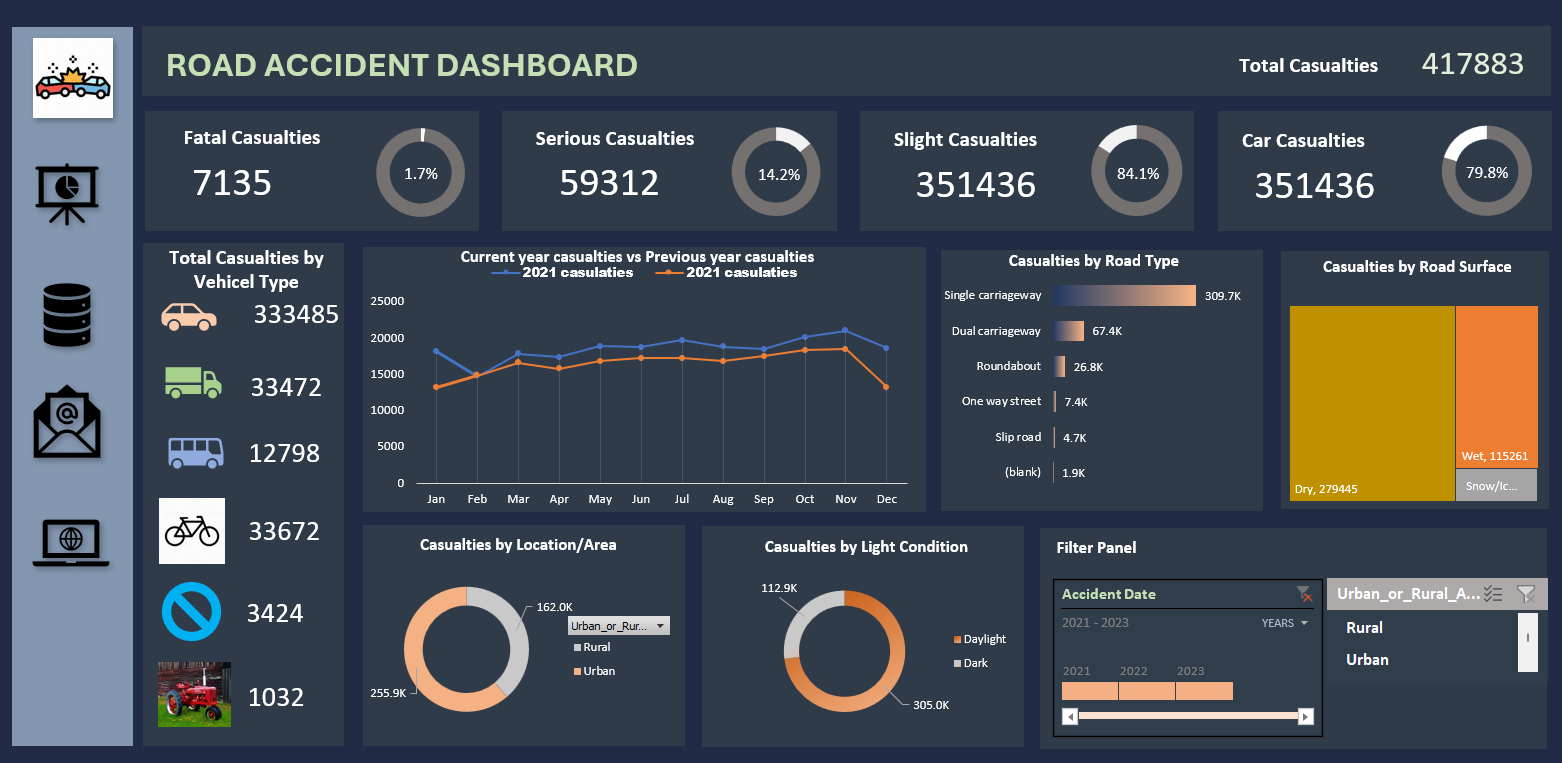 ROAD ACCIDENT DASHBOARD
Total Casualties
417883
Fatal Casualties
7135
1.7%
Serious Casualties
59312
14.2%
Slight Casualties
351436
84.1%
Car Casualties
351436
79.8%
Total Casualties by
Vehicel Type
333485
33472
12798
33672
3424
1032
Current year casualties vs Previous year casualties
2021 casulaties
2021 casulaties
25000
20000
15000
10000
5000
0
Jan Feb Mar Apr May Jun Jul Aug Sep Oct Nov Dec
Casualties by Road Type
Single carriageway 309.7K
Dual carriageway 67.4K
Roundabout 26.8K
One way street 7.4K
Slip road 4.7K
(blank) 1.9K
Casualties by Road Surface
Wet, 115261
Dry, 279445
Snow/Ic...
Casualties by Location/Area
162.0K
Urban_or_Rur...
Rural
Urban
255.9K
Casualties by Light Condition
112.9K
Daylight
Dark
305.0K
Filter Panel
Accident Date
2021 - 2023
YEARS
2021 2022 2023
Urban_or_Rural_A...
Rural
Urban